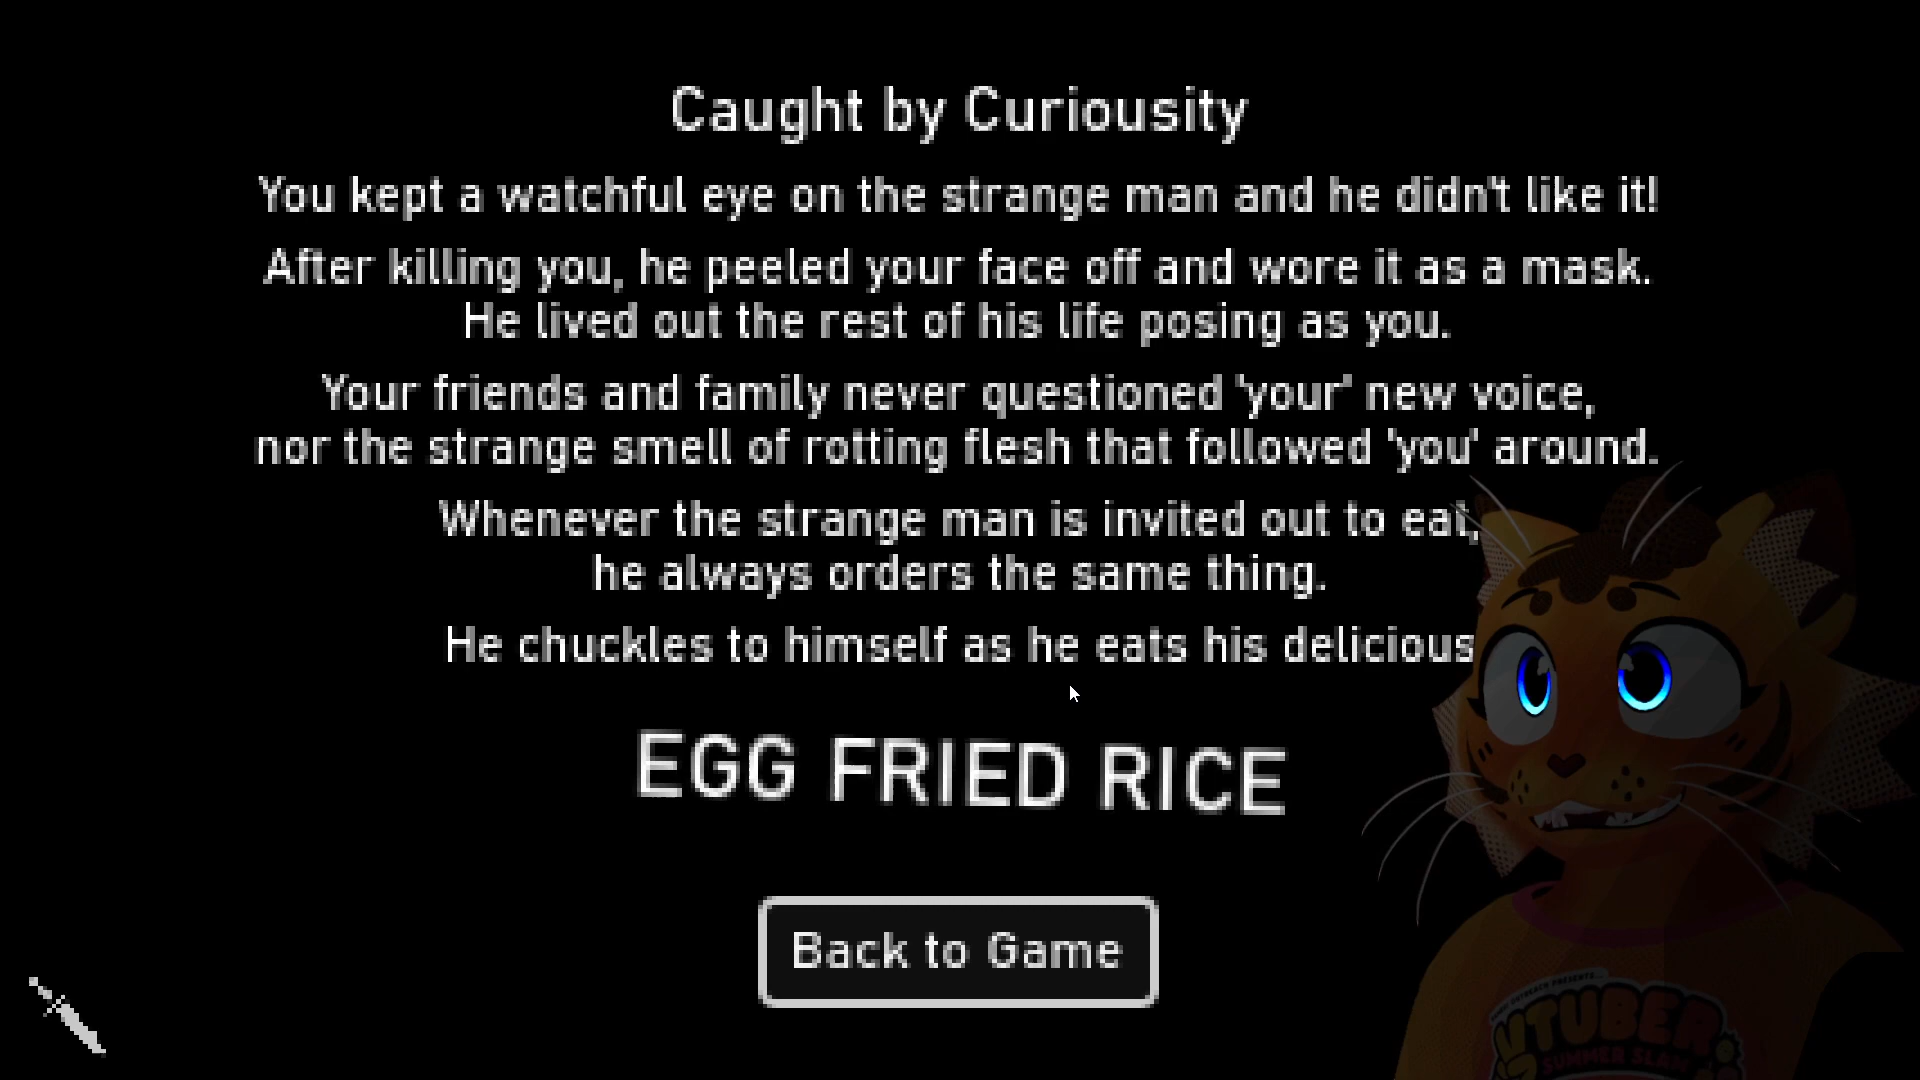 Caught by Curiousity
You kept a watchful eye on the strange man and he didn't like it!
After killing you, he peeled your face off and wore it as a mask.
He lived out the rest of his life posing as you.
Your friends and family never questioned 'your' new voice,
nor the strange smell of rotting flesh that followed 'you' around.
Whenever the strange man is invited out to eat,
he always orders the same thing.
He chuckles to himself as he eats his delicious
EGG FRIED RICE
Back to Game
VTUBER
SUMMER SLAM